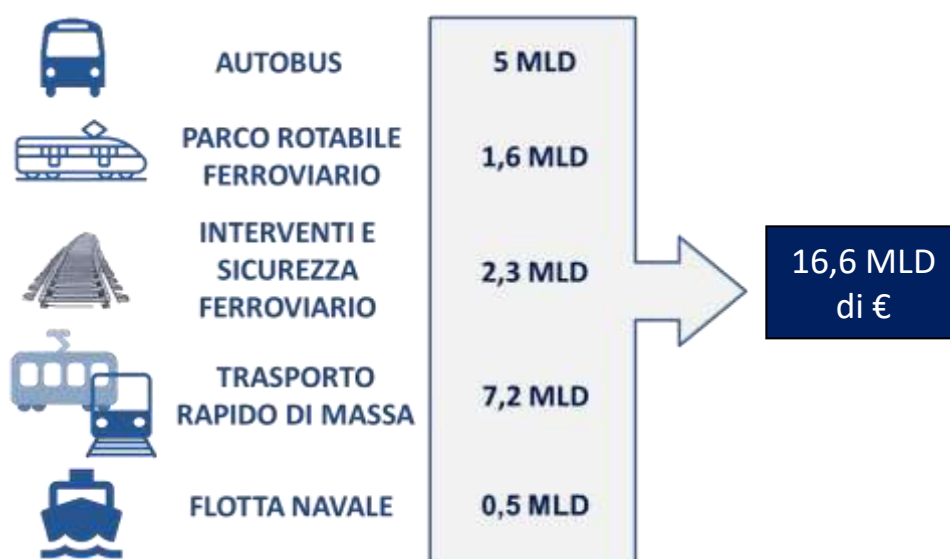 AUTOBUS
5 MLD
PARCO ROTABILE
FERROVIARIO
1,6 MLD
INTERVENTI E
SICUREZZA
FERROVIARIO
2,3 MLD
TRASPORTO
RAPIDO DI MASSA
7,2 MLD
FLOTTA NAVALE
0,5 MLD
16,6 MLD
di €